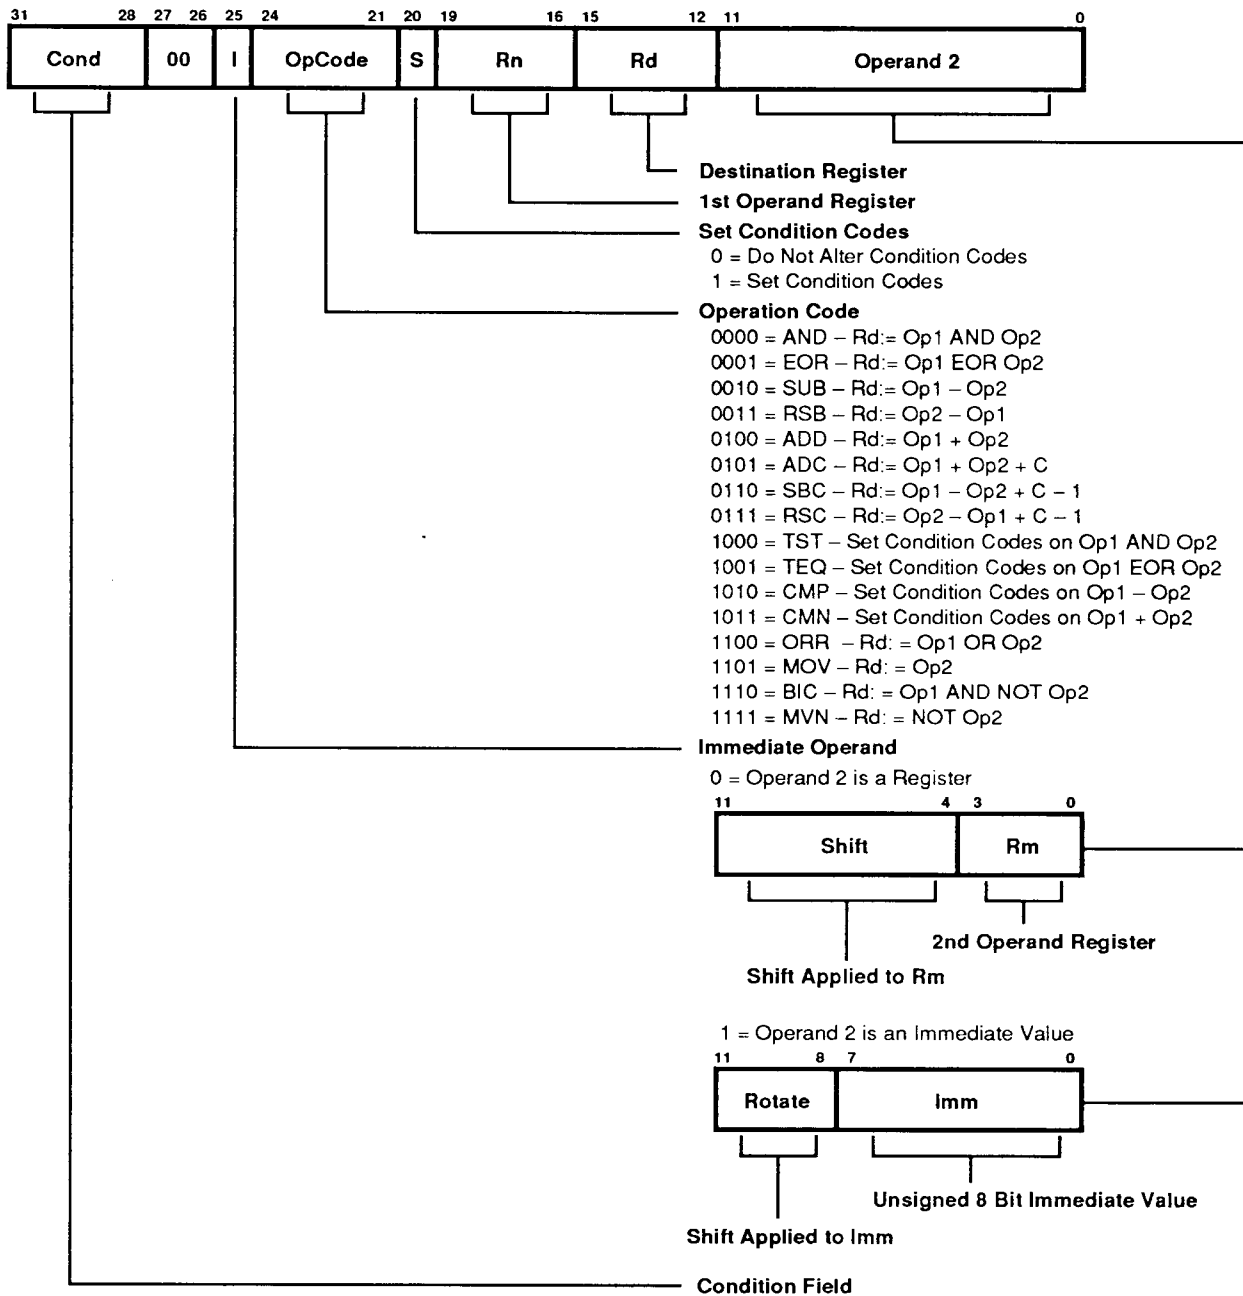 31 28 27 26 25 24 21 20 19 16 15 12 11 0
Cond 00 I OpCode S Rn Rd Operand 2
Destination Register
1st Operand Register
Set Condition Codes
0 = Do Not Alter Condition Codes
1 = Set Condition Codes
Operation Code
0000 = AND – Rd:= Op1 AND Op2
0001 = EOR – Rd:= Op1 EOR Op2
0010 = SUB – Rd:= Op1 – Op2
0011 = RSB – Rd:= Op2 – Op1
0100 = ADD – Rd:= Op1 + Op2
0101 = ADC – Rd:= Op1 + Op2 + C
0110 = SBC – Rd:= Op1 – Op2 + C – 1
0111 = RSC – Rd:= Op2 – Op1 + C – 1
1000 = TST – Set Condition Codes on Op1 AND Op2
1001 = TEQ – Set Condition Codes on Op1 EOR Op2
1010 = CMP – Set Condition Codes on Op1 – Op2
1011 = CMN – Set Condition Codes on Op1 + Op2
1100 = ORR – Rd: = Op1 OR Op2
1101 = MOV – Rd: = Op2
1110 = BIC – Rd: = Op1 AND NOT Op2
1111 = MVN – Rd: = NOT Op2
Immediate Operand
0 = Operand 2 is a Register
11 4 3 0
Shift Rm
2nd Operand Register
Shift Applied to Rm
1 = Operand 2 is an Immediate Value
11 8 7 0
Rotate Imm
Unsigned 8 Bit Immediate Value
Shift Applied to Imm
Condition Field